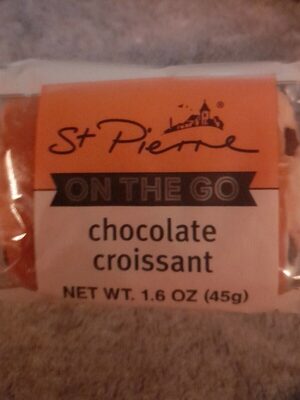 St Pierre ®
ON THE GO
chocolate
croissant
NET WT. 1.6 OZ (45g)